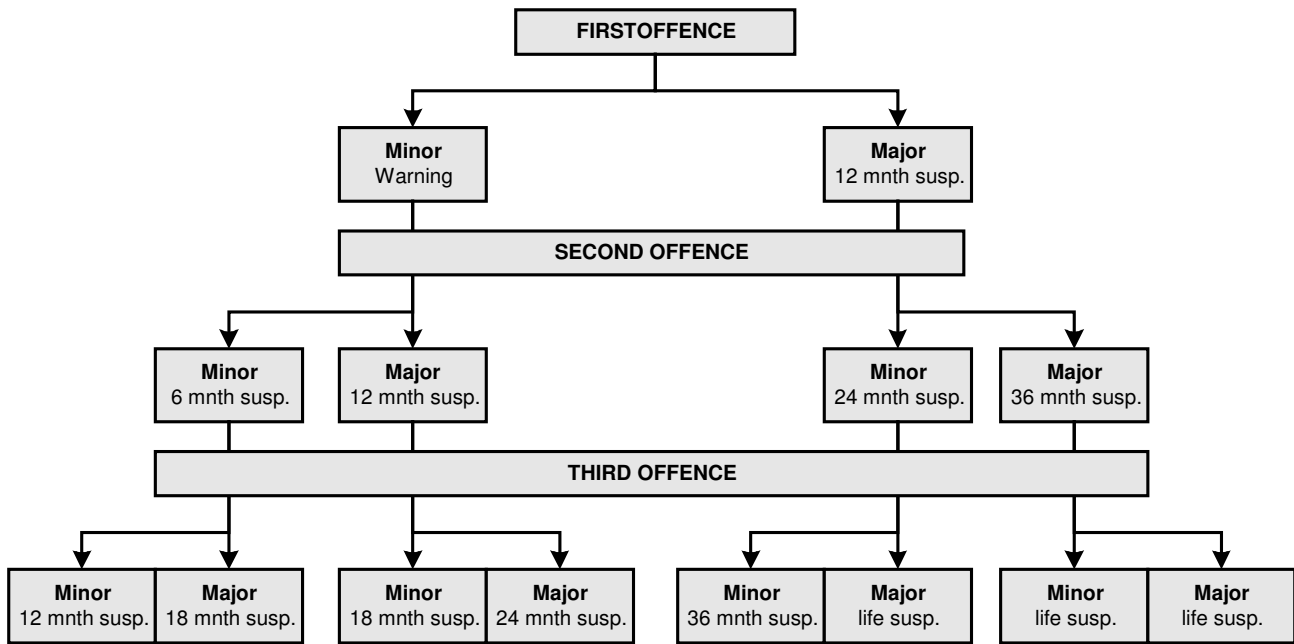 FIRSTOFFENCE
Minor
Warning
Major
12 mnth susp.
SECOND OFFENCE
Minor
6 mnth susp.
Major
12 mnth susp.
Minor
24 mnth susp.
Major
36 mnth susp.
THIRD OFFENCE
Minor
12 mnth susp.
Major
18 mnth susp.
Minor
18 mnth susp.
Major
24 mnth susp.
Minor
36 mnth susp.
Major
life susp.
Minor
life susp.
Major
life susp.